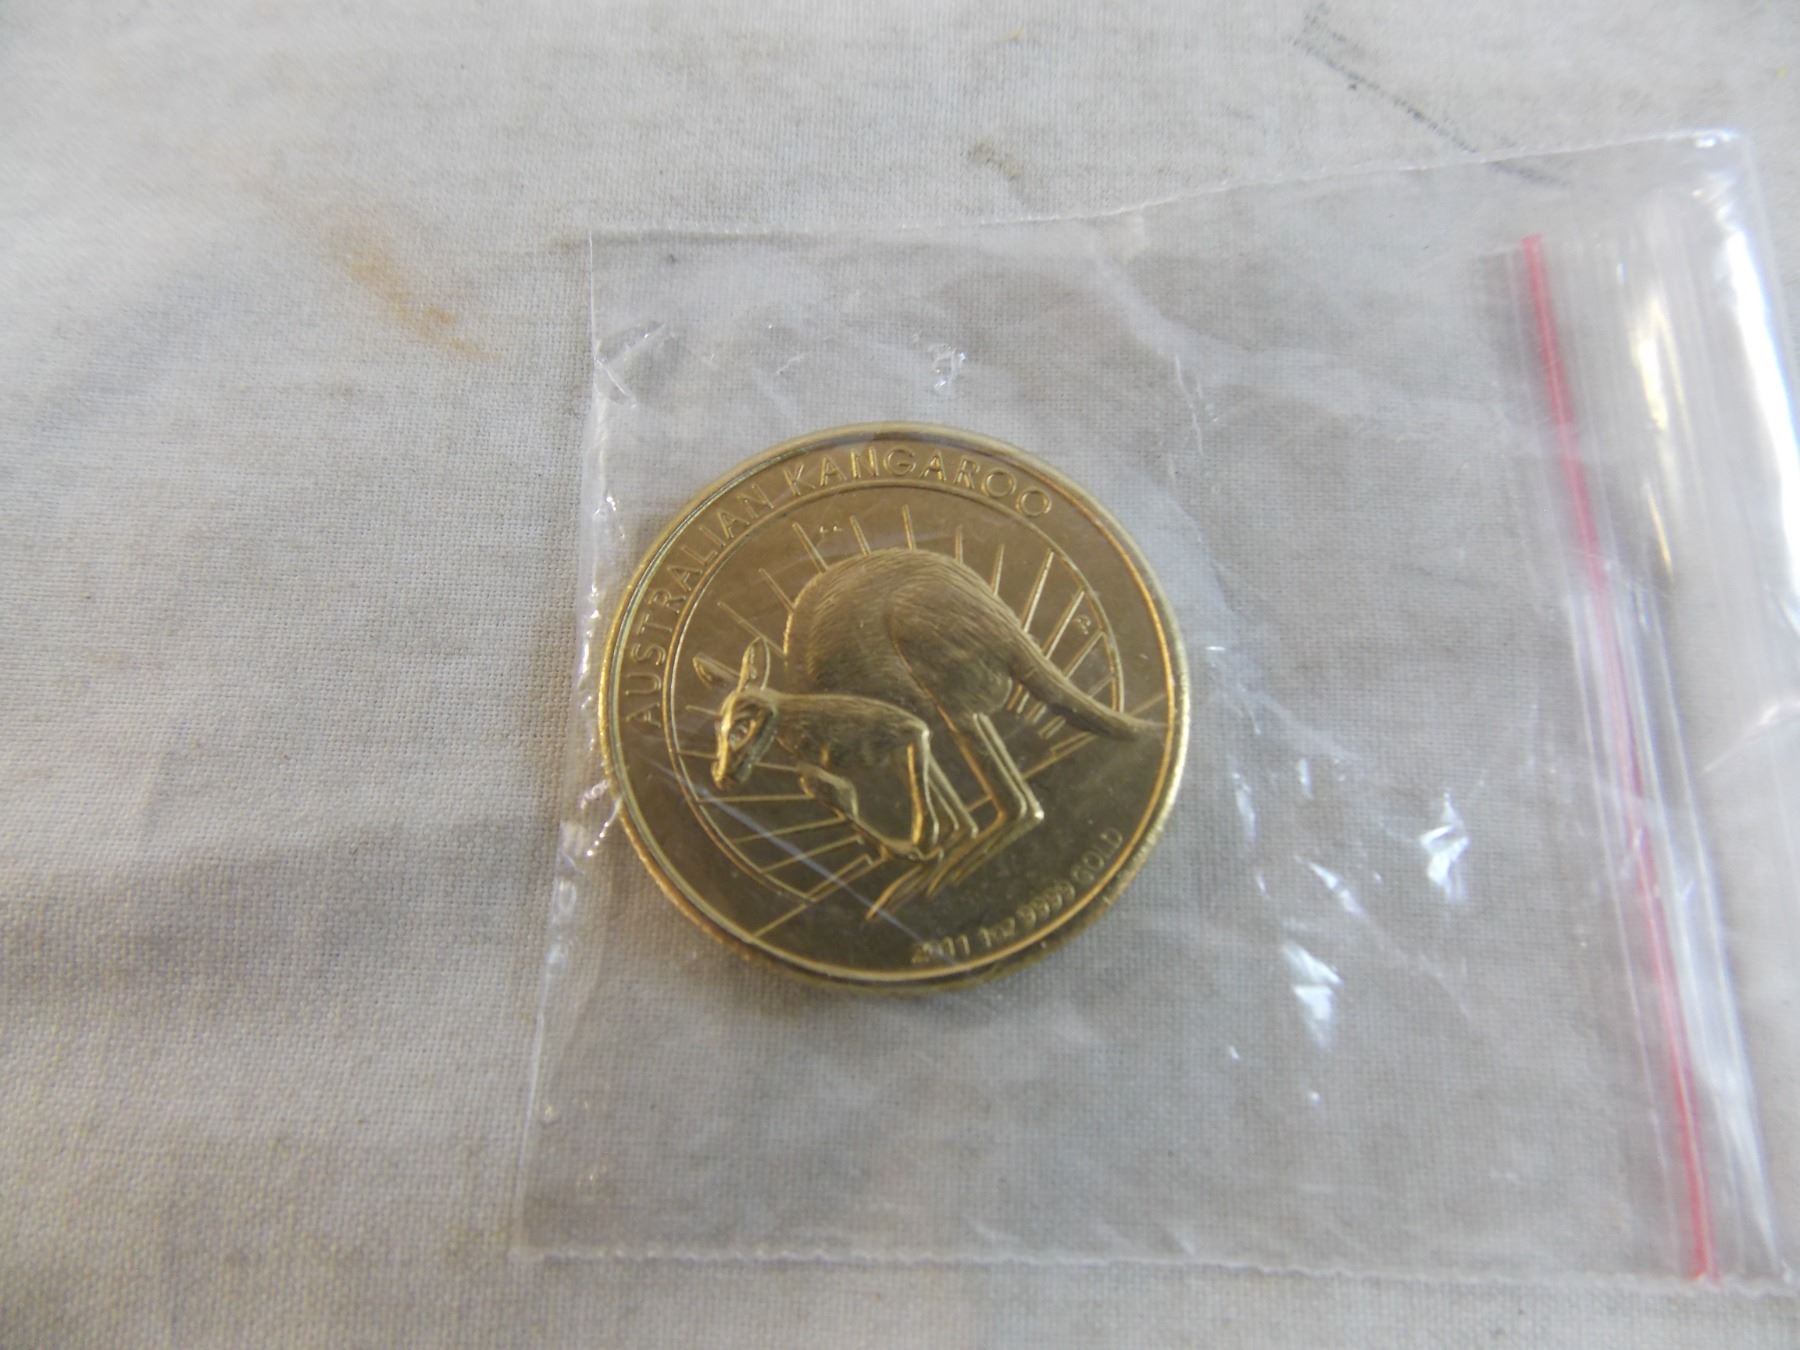 AUSTRALIAN KANGAROO
P
2011 1oz 9999 GOLD